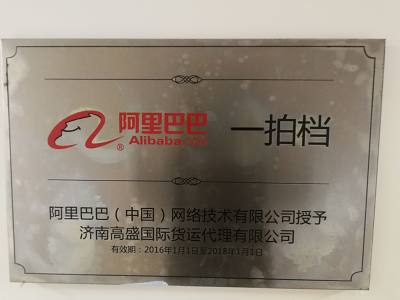 阿里巴巴 一拍档
Alibaba.com
®
阿里巴巴（中国）网络技术有限公司授予
济南高盛国际货运代理有限公司
有效期：2016年1月1日至2018年1月1日